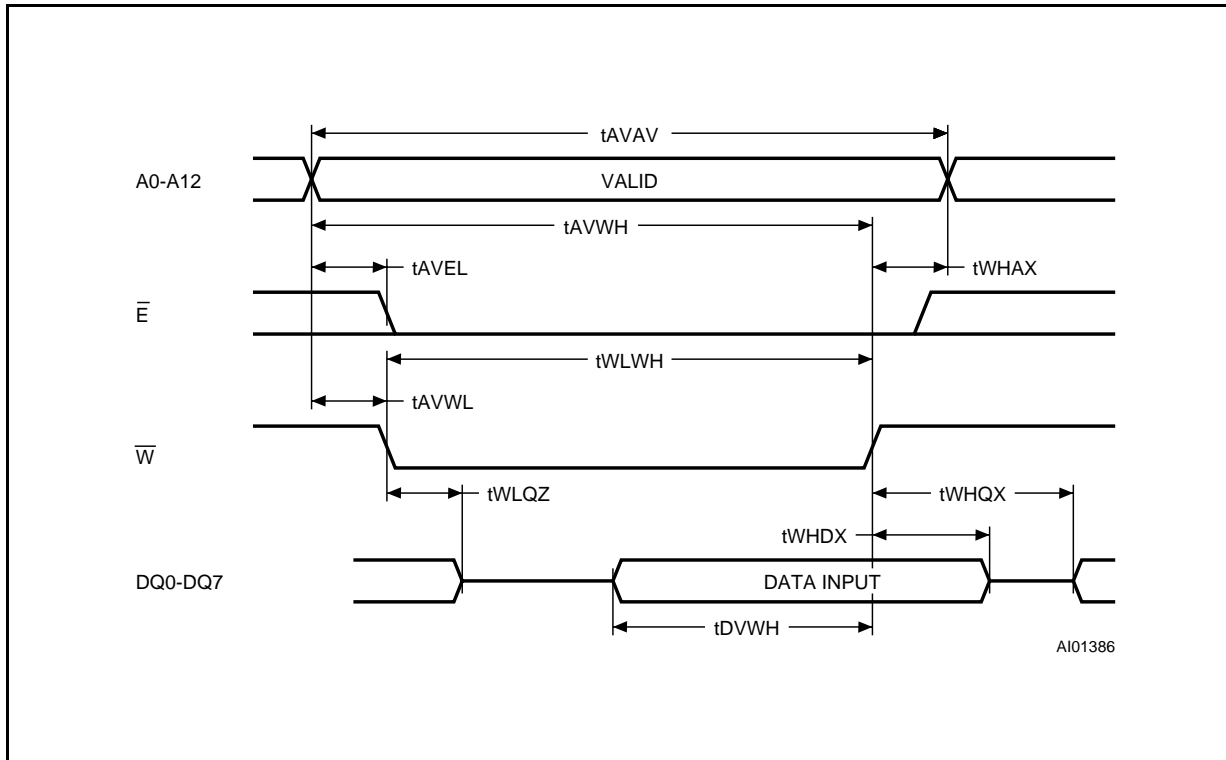 tAVAV
A0-A12
VALID
tAVWH
tAVEL
tWHAX
E̅
tWLWH
tAVWL
W̅
tWLQZ
tWHQX
tWHDX
DQ0-DQ7
DATA INPUT
tDVWH
AI01386